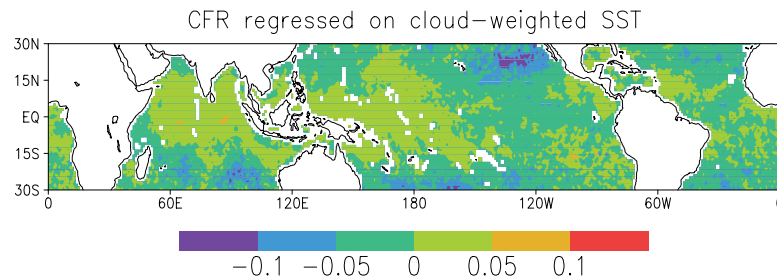 CFR regressed on cloud-weighted SST
30N
15N
EQ
15S
30S
0 60E 120E 180 120W 60W 0
-0.1 -0.05 0 0.05 0.1